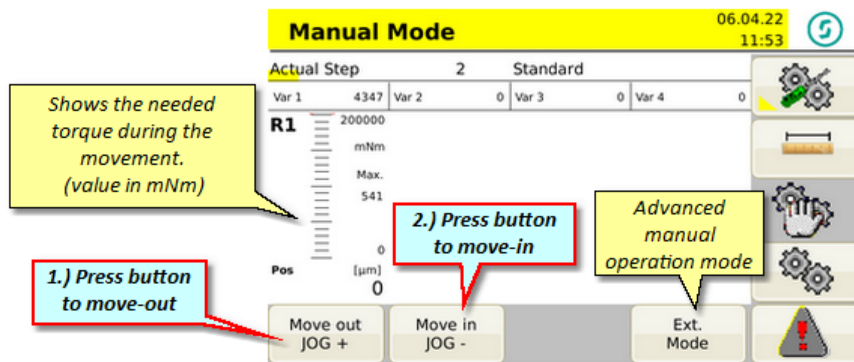 Manual Mode
06.04.22
11:53
Actual Step 2 Standard
Var 1 4347 Var 2 0 Var 3 0 Var 4 0
R1
200000
mNm
Max.
541
0
Pos [µm]
0
Shows the needed
torque during the
movement.
(value in mNm)
1.) Press button
to move-out
2.) Press button
to move-in
Advanced
manual
operation mode
Move out
JOG +
Move in
JOG -
Ext.
Mode